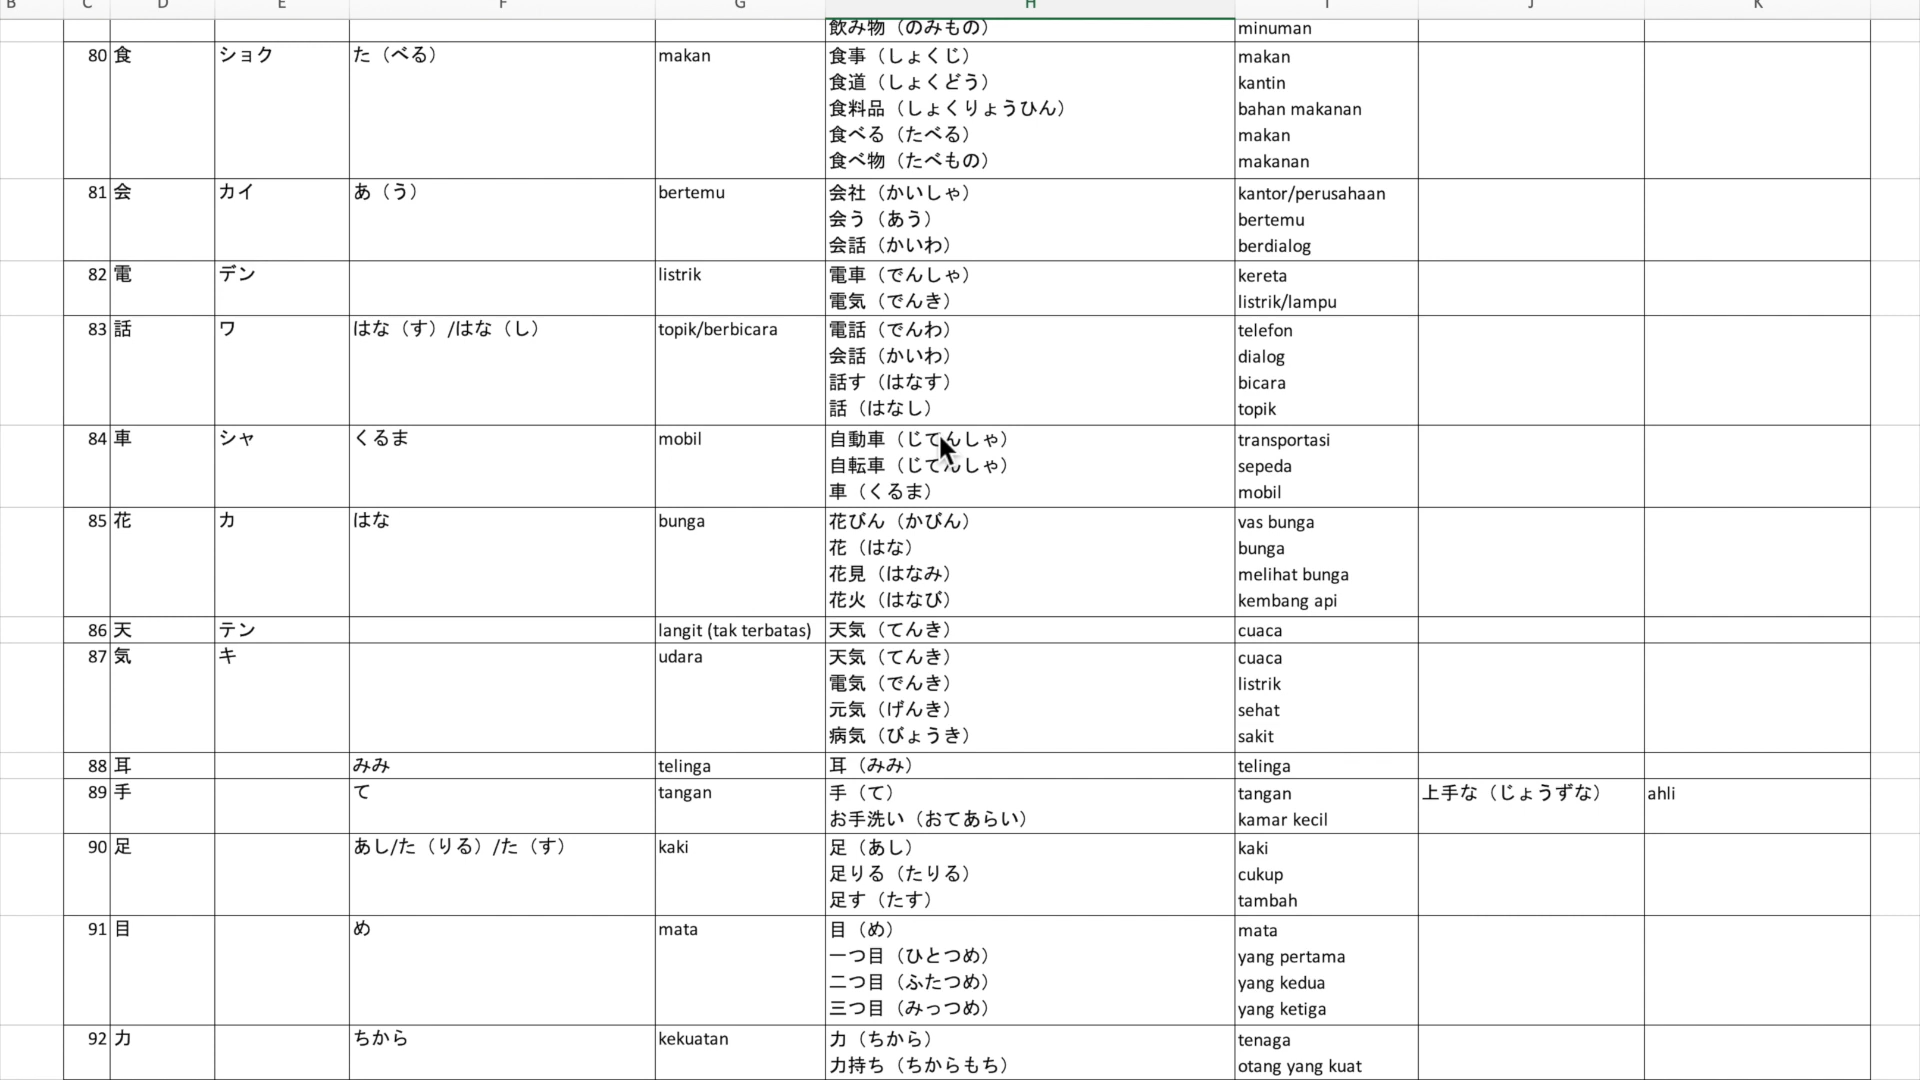 B C D E F G H I J K
飲み物（のみもの） minuman
80 食 ショク た（べる） makan 食事（しょくじ） makan
食道（しょくどう） kantin
食料品（しょくりょうひん） bahan makanan
食べる（たべる） makan
食べ物（たべもの） makanan
81 会 カイ あ（う） bertemu 会社（かいしゃ） kantor/perusahaan
会う（あう） bertemu
会話（かいわ） berdialog
82 電 デン listrik 電車（でんしゃ） kereta
電気（でんき） listrik/lampu
83 話 ワ はな（す）/はな（し） topik/berbicara 電話（でんわ） telefon
会話（かいわ） dialog
話す（はなす） bicara
話（はなし） topik
84 車 シャ くるま mobil 自動車（じてんしゃ） transportasi
自転車（じてんしゃ） sepeda
車（くるま） mobil
85 花 カ はな bunga 花びん（かびん） vas bunga
花（はな） bunga
花見（はなみ） melihat bunga
花火（はなび） kembang api
86 天 テン langit (tak terbatas) 天気（てんき） cuaca
87 気 キ udara 天気（てんき） cuaca
電気（でんき） listrik
元気（げんき） sehat
病気（びょうき） sakit
88 耳 みみ telinga 耳（みみ） telinga
89 手 て tangan 手（て） tangan 上手な（じょうずな） ahli
お手洗い（おてあらい） kamar kecil
90 足 あし/た（りる）/た（す） kaki 足（あし） kaki
足りる（たりる） cukup
足す（たす） tambah
91 目 め mata 目（め） mata
一つ目（ひとつめ） yang pertama
二つ目（ふたつめ） yang kedua
三つ目（みっつめ） yang ketiga
92 力 ちから kekuatan 力（ちから） tenaga
力持ち（ちからもち） otang yang kuat